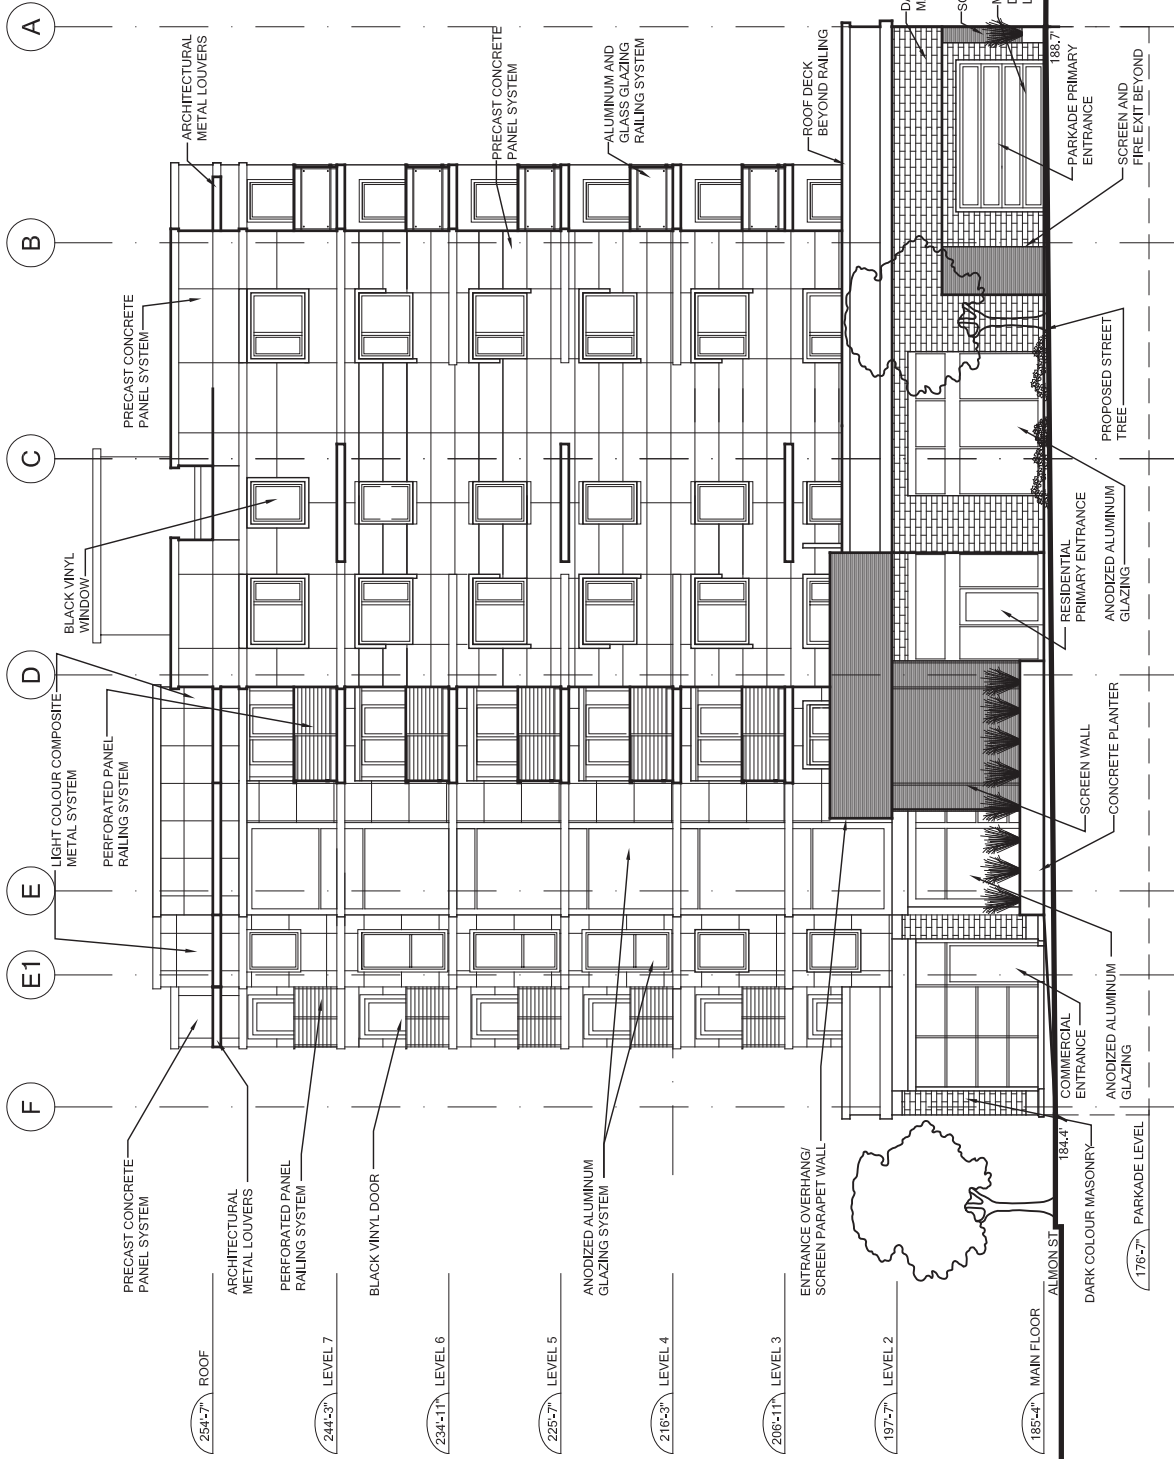 F
E1
E
D
C
B
A
PRECAST CONCRETE
PANEL SYSTEM
ARCHITECTURAL
METAL LOUVERS
PERFORATED PANEL
RAILING SYSTEM
BLACK VINYL DOOR
ANODIZED ALUMINUM
GLAZING SYSTEM
ENTRANCE OVERHANG/
SCREEN PARAPET WALL
LIGHT COLOUR COMPOSITE
METAL SYSTEM
PERFORATED PANEL
RAILING SYSTEM
BLACK VINYL
WINDOW
PRECAST CONCRETE
PANEL SYSTEM
ARCHITECTURAL
METAL LOUVERS
PRECAST CONCRETE
PANEL SYSTEM
ALUMINUM AND
GLASS GLAZING
RAILING SYSTEM
ROOF DECK
BEYOND RAILING
254'-7" ROOF
244'-3" LEVEL 7
234'-11" LEVEL 6
225'-7" LEVEL 5
216'-3" LEVEL 4
206'-11" LEVEL 3
197'-7" LEVEL 2
185'-4" MAIN FLOOR
176'-7" PARKADE LEVEL
ALMON ST
184.4'
188.7'
DARK COLOUR MASONRY
COMMERCIAL
ENTRANCE
ANODIZED ALUMINUM
GLAZING
SCREEN WALL
CONCRETE PLANTER
RESIDENTIAL
PRIMARY ENTRANCE
ANODIZED ALUMINUM
GLAZING
PROPOSED STREET
TREE
PARKADE PRIMARY
ENTRANCE
SCREEN AND
FIRE EXIT BEYOND